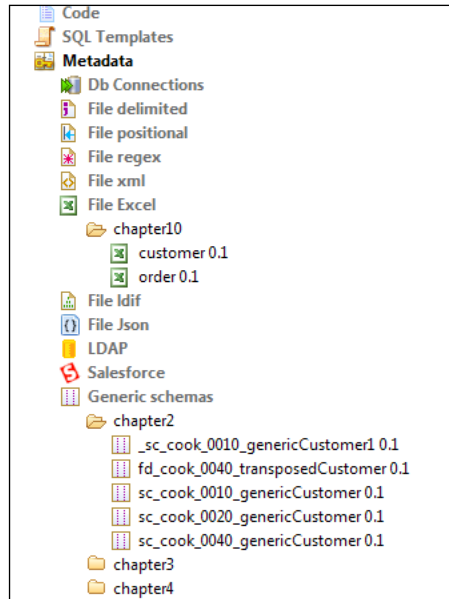 Code
SQL Templates
Metadata
Db Connections
File delimited
File positional
File regex
File xml
File Excel
chapter10
customer 0.1
order 0.1
File ldif
File Json
LDAP
Salesforce
Generic schemas
chapter2
_sc_cook_0010_genericCustomer1 0.1
fd_cook_0040_transposedCustomer 0.1
sc_cook_0010_genericCustomer 0.1
sc_cook_0020_genericCustomer 0.1
sc_cook_0040_genericCustomer 0.1
chapter3
chapter4